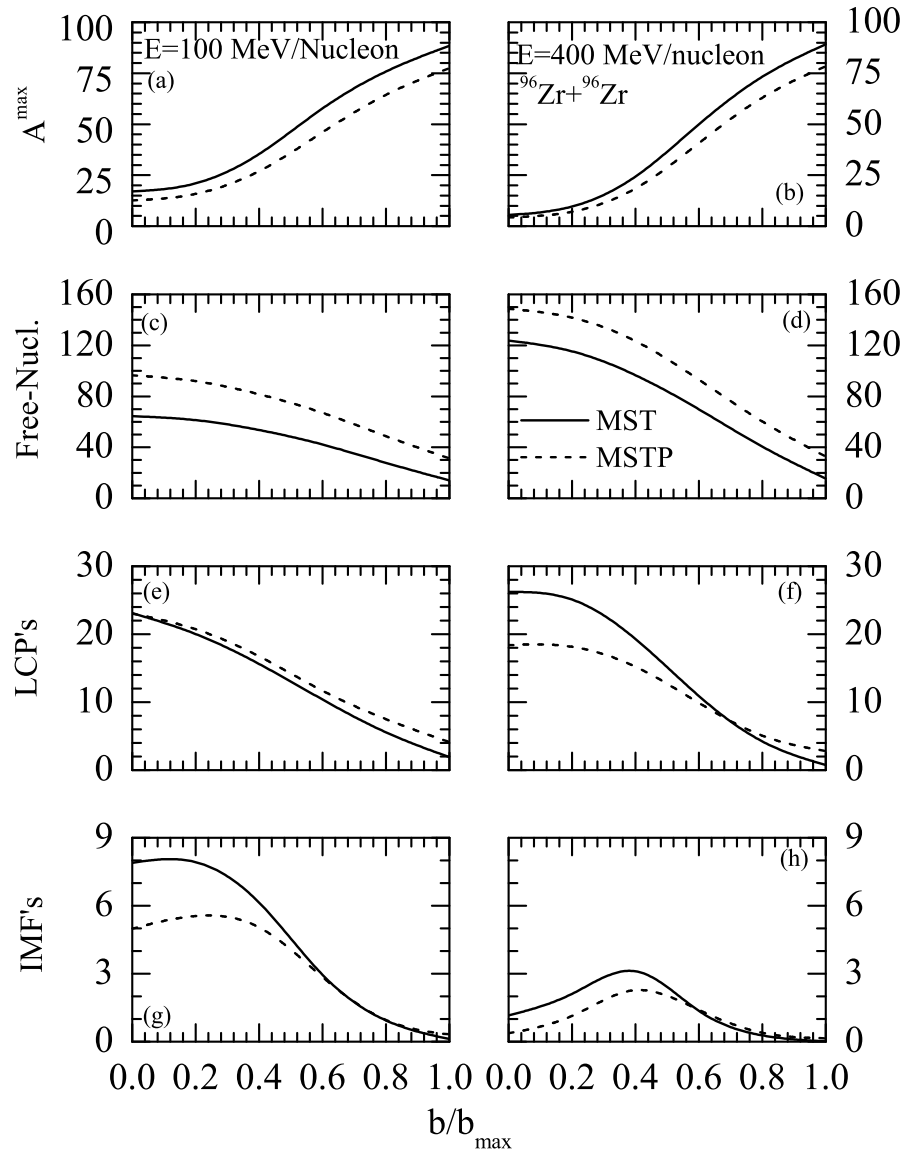 100
75
50
25
0
A^max
E=100 MeV/Nucleon
(a)
E=400 MeV/nucleon
^96Zr+^96Zr
(b)
100
75
50
25
0
160
120
80
40
0
Free-Nucl.
(c)
(d)
MST
MSTP
160
120
80
40
0
30
20
10
0
LCP's
(e)
(f)
30
20
10
0
9
6
3
0
IMF's
(g)
(h)
9
6
3
0
0.0 0.2 0.4 0.6 0.8 0.0 0.2 0.4 0.6 0.8 1.0
b/b_max